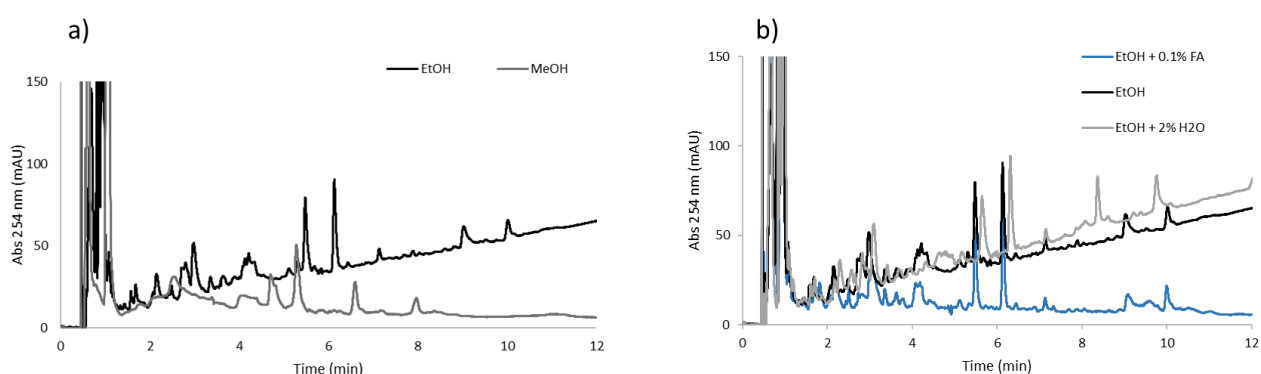 a)
EtOH MeOH
150
100
50
0
Abs 254 nm (mAU)
0 2 4 6 8 10 12
Time (min)
b)
EtOH + 0.1% FA
EtOH
EtOH + 2% H2O
150
100
50
0
Abs 254 nm (mAU)
0 2 4 6 8 10 12
Time (min)